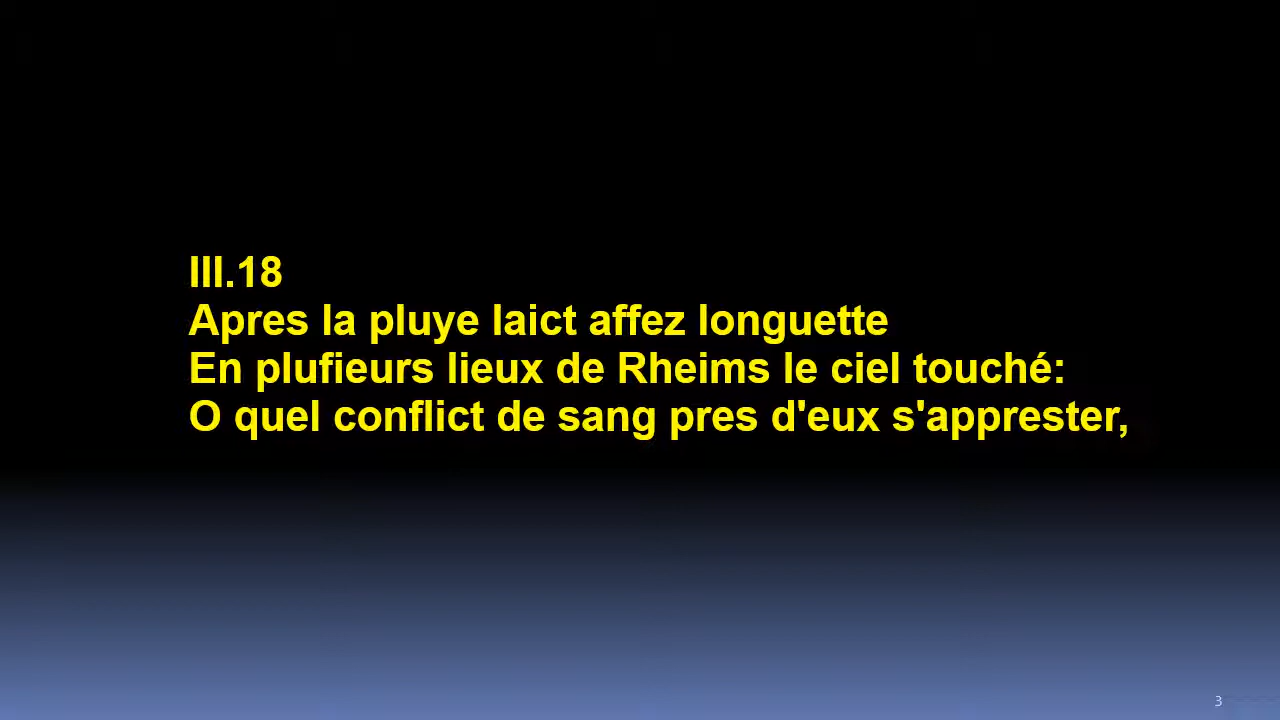 III.18
Apres la pluye laict affez longuette
En plufieurs lieux de Rheims le ciel touché:
O quel conflict de sang pres d'eux s'apprester,
3